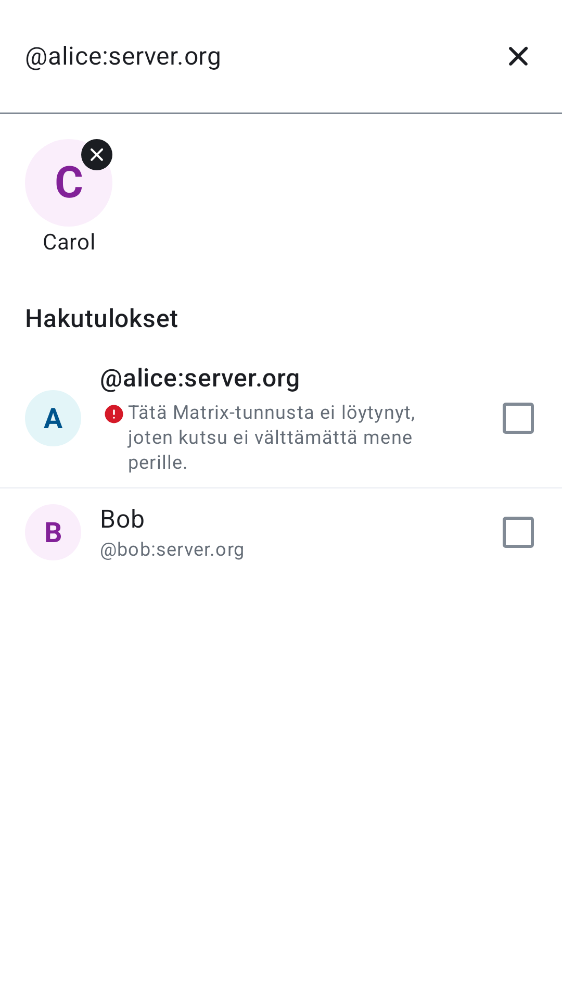 @alice:server.org
C
Carol
Hakutulokset
@alice:server.org
A
Tätä Matrix-tunnusta ei löytynyt,
joten kutsu ei välttämättä mene
perille.
B
Bob
@bob:server.org